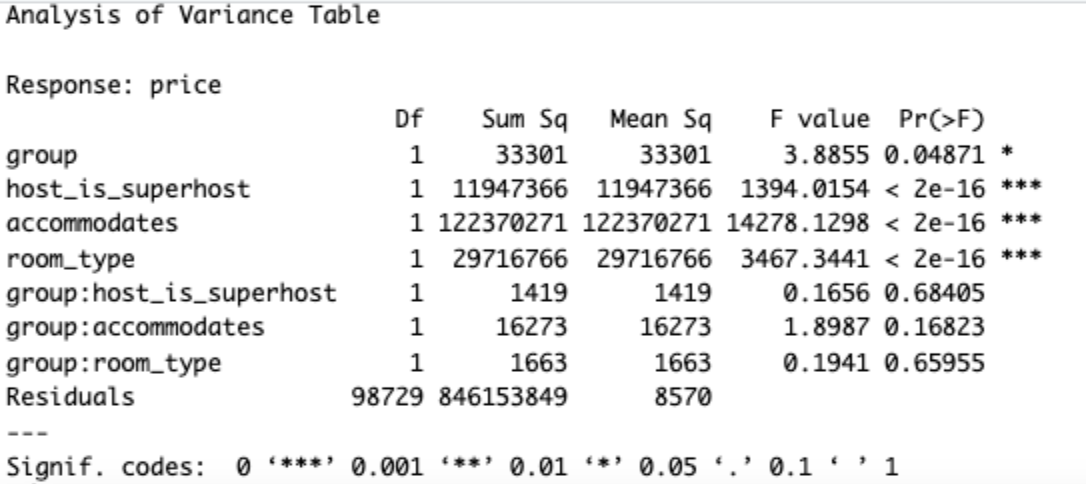 Analysis of Variance Table
Response: price
Df Sum Sq Mean Sq F value Pr(>F)
group 1 33301 33301 3.8855 0.04871 *
host_is_superhost 1 11947366 11947366 1394.0154 < 2e-16 ***
accommodates 1 122370271 122370271 14278.1298 < 2e-16 ***
room_type 1 29716766 29716766 3467.3441 < 2e-16 ***
group:host_is_superhost 1 1419 1419 0.1656 0.68405
group:accommodates 1 16273 16273 1.8987 0.16823
group:room_type 1 1663 1663 0.1941 0.65955
Residuals 98729 846153849 8570
---
Signif. codes: 0 ‘***’ 0.001 ‘**’ 0.01 ‘*’ 0.05 ‘.’ 0.1 ‘ ’ 1